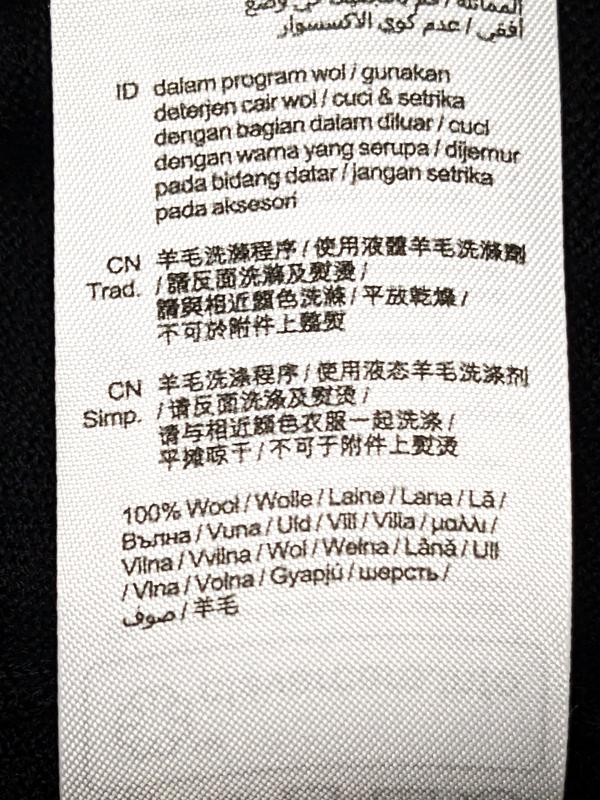 أفقي / عدم كوي الاكسسوار
ID dalam program wol / gunakan
deterjen cair wol / cuci & setrika
dengan bagian dalam diluar / cuci
dengan warna yang serupa / dijemur
pada bidang datar / jangan setrika
pada aksesori
CN Trad. 羊毛洗滌程序 / 使用液體羊毛洗滌劑
/ 請反面洗滌及熨燙 /
請與相近顏色洗滌 / 平放乾燥 /
不可於附件上整熨
CN Simp. 羊毛洗涤程序 / 使用液态羊毛洗涤剂
/ 请反面洗涤及熨烫 /
请与相近颜色衣服一起洗涤 /
平摊晾干 / 不可于附件上熨烫
100% Wool / Wolle / Laine / Lana / Lã /
Вълна / Vuna / Uld / Vill / Villa / μαλλι /
Vilna / Vvilna / Wol / Wełna / Lână / Ull
/ Vlna / Volna / Gyapjú / шерсть /
صوف / 羊毛